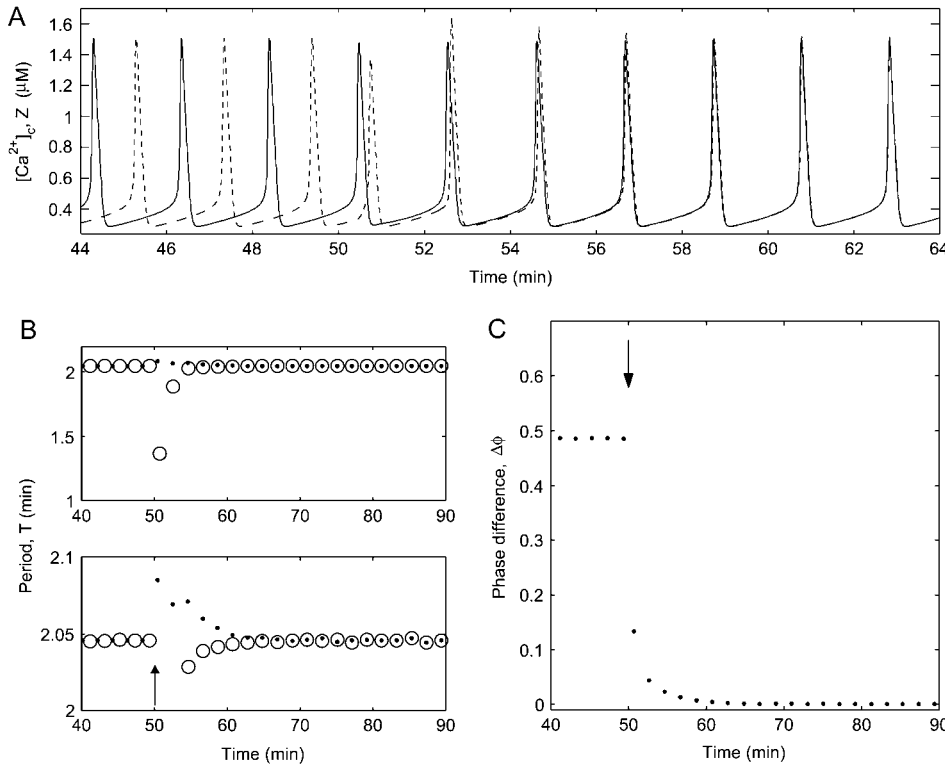 A
[Ca²⁺]c, Z (μM)
1.6
1.4
1.2
1
0.8
0.6
0.4
44 46 48 50 52 54 56 58 60 62 64
Time (min)
B
Period, T (min)
2
1.5
1
40 50 60 70 80 90
2.1
2.05
2
40 50 60 70 80 90
Time (min)
C
Phase difference, Δϕ
0.6
0.5
0.4
0.3
0.2
0.1
0
40 50 60 70 80 90
Time (min)